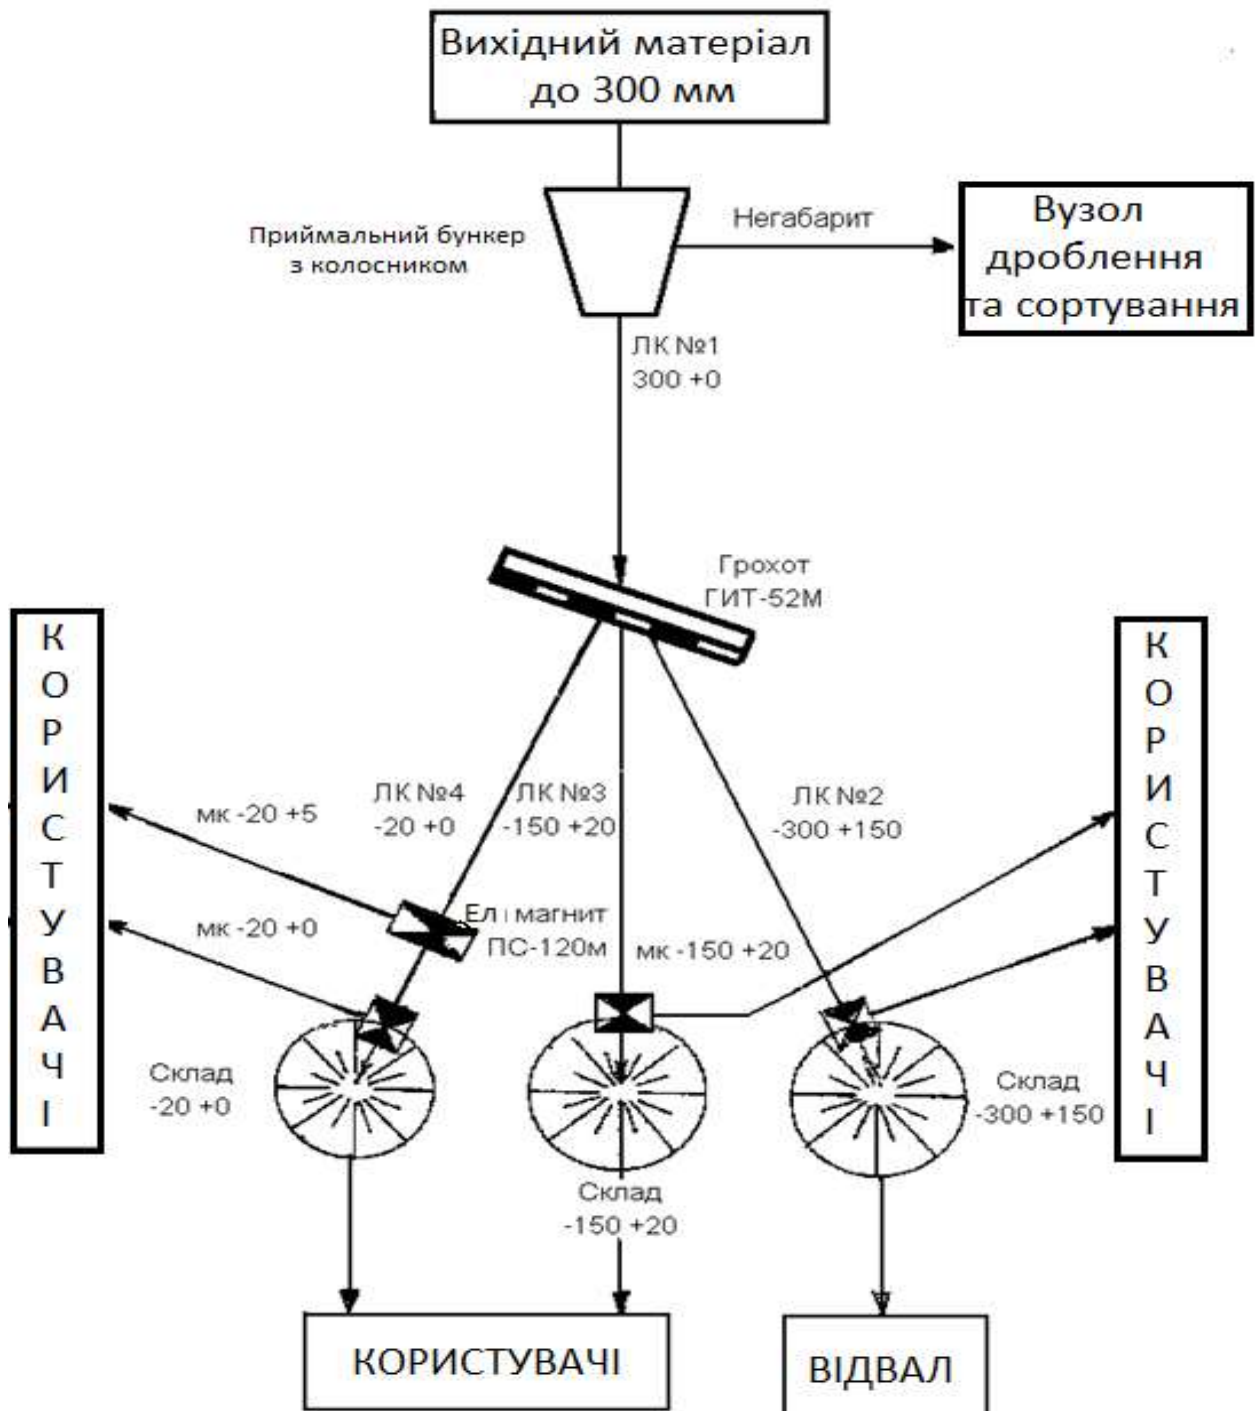 Вихідний матеріал
до 300 мм
Приймальний бункер
з колосником
Негабарит
Вузол
дроблення
та сортування
ЛК №1
300 +0
Грохот
ГИТ-52М
К
О
Р
И
С
Т
У
В
А
Ч
І
К
О
Р
И
С
Т
У
В
А
Ч
І
ЛК №4
-20 +0
ЛК №3
-150 +20
ЛК №2
-300 +150
мк -20 +5
мк -20 +0
Ел магнит
ПС-120м
мк -150 +20
Склад
-20 +0
Склад
-150 +20
Склад
-300 +150
КОРИСТУВАЧІ
ВІДВАЛ